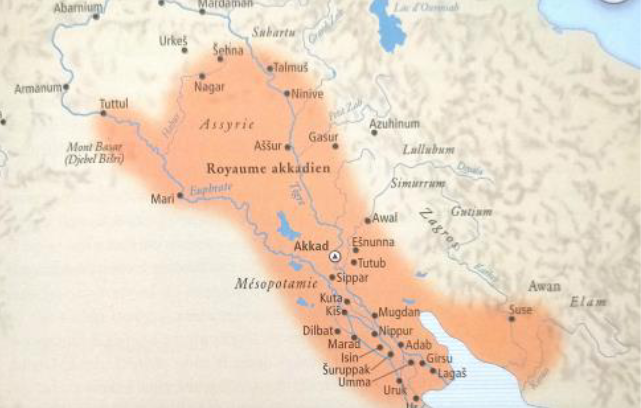 Abarnium
Mardaman
Lac d'Ouroumieh
Subartu
Urkeš
Šehna
Talmuš
Armanum
Nagar
Ninive
Tuttul
Petit Zab
Habur
Assyrie
Gasur
Azuhinum
Aššur
Lullubum
Mont Basar
(Djebel Bišri)
Royaume akkadien
Diyala
Simurrum
Mari
Euphrate
Tigre
Zagros
Gutium
Awal
Akkad
Ešnunna
Tutub
Sippar
Mésopotamie
Awan
Elam
Kuta
Kiš
Mugdan
Suse
Dilbat
Nippur
Marad
Adab
Isin
Girsu
Šuruppak
Lagaš
Umma
Uruk
Ur